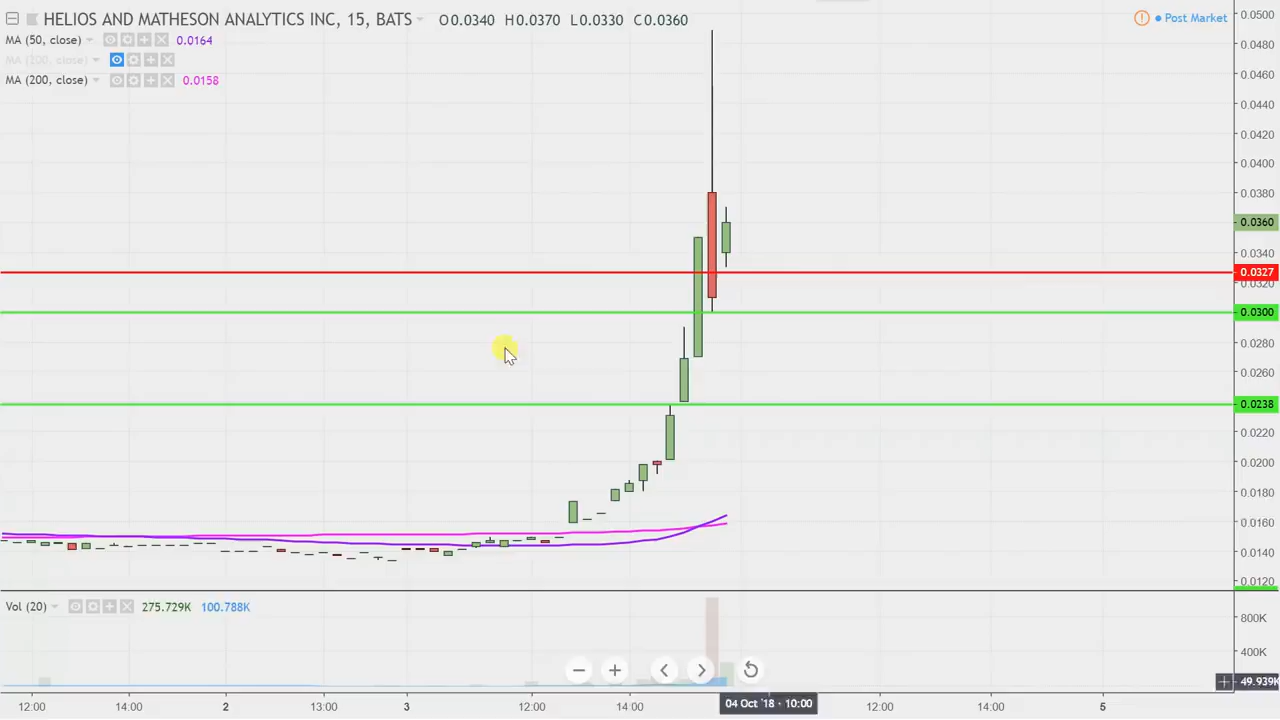 HELIOS AND MATHESON ANALYTICS INC, 15, BATS O0.0340 H0.0370 L0.0330 C0.0360
Post Market
MA (50, close) 0.0164
MA (200, close)
MA (200, close) 0.0158
0.0500
0.0480
0.0460
0.0440
0.0420
0.0400
0.0380
0.0360
0.0340
0.0327
0.0320
0.0300
0.0280
0.0260
0.0238
0.0220
0.0200
0.0180
0.0160
0.0140
0.0120
Vol (20) 275.729K 100.788K
800K
400K
49.939K
12:00 14:00 2 13:00 3 12:00 14:00 04 Oct '18 - 10:00 12:00 14:00 5